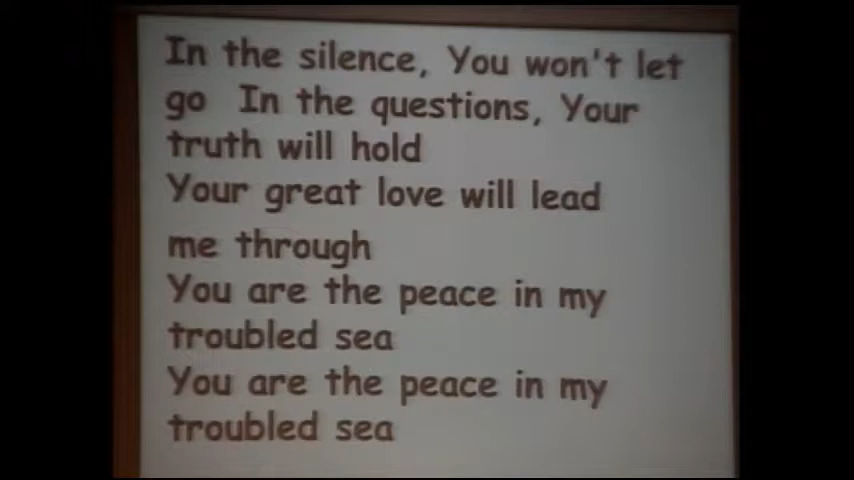 In the silence, You won't let
go In the questions, Your
truth will hold
Your great love will lead
me through
You are the peace in my
troubled sea
You are the peace in my
troubled sea